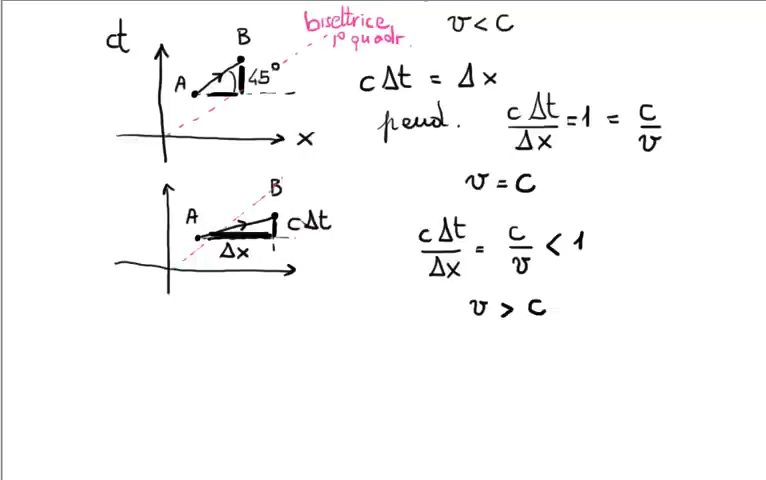 bisettrice
1° quadr.
v < c
ct
B
A
45°
x
cΔt = Δx
pend. cΔt/Δx = 1 = c/v
v = c
B
A
cΔt
Δx
cΔt/Δx = c/v < 1
v > c